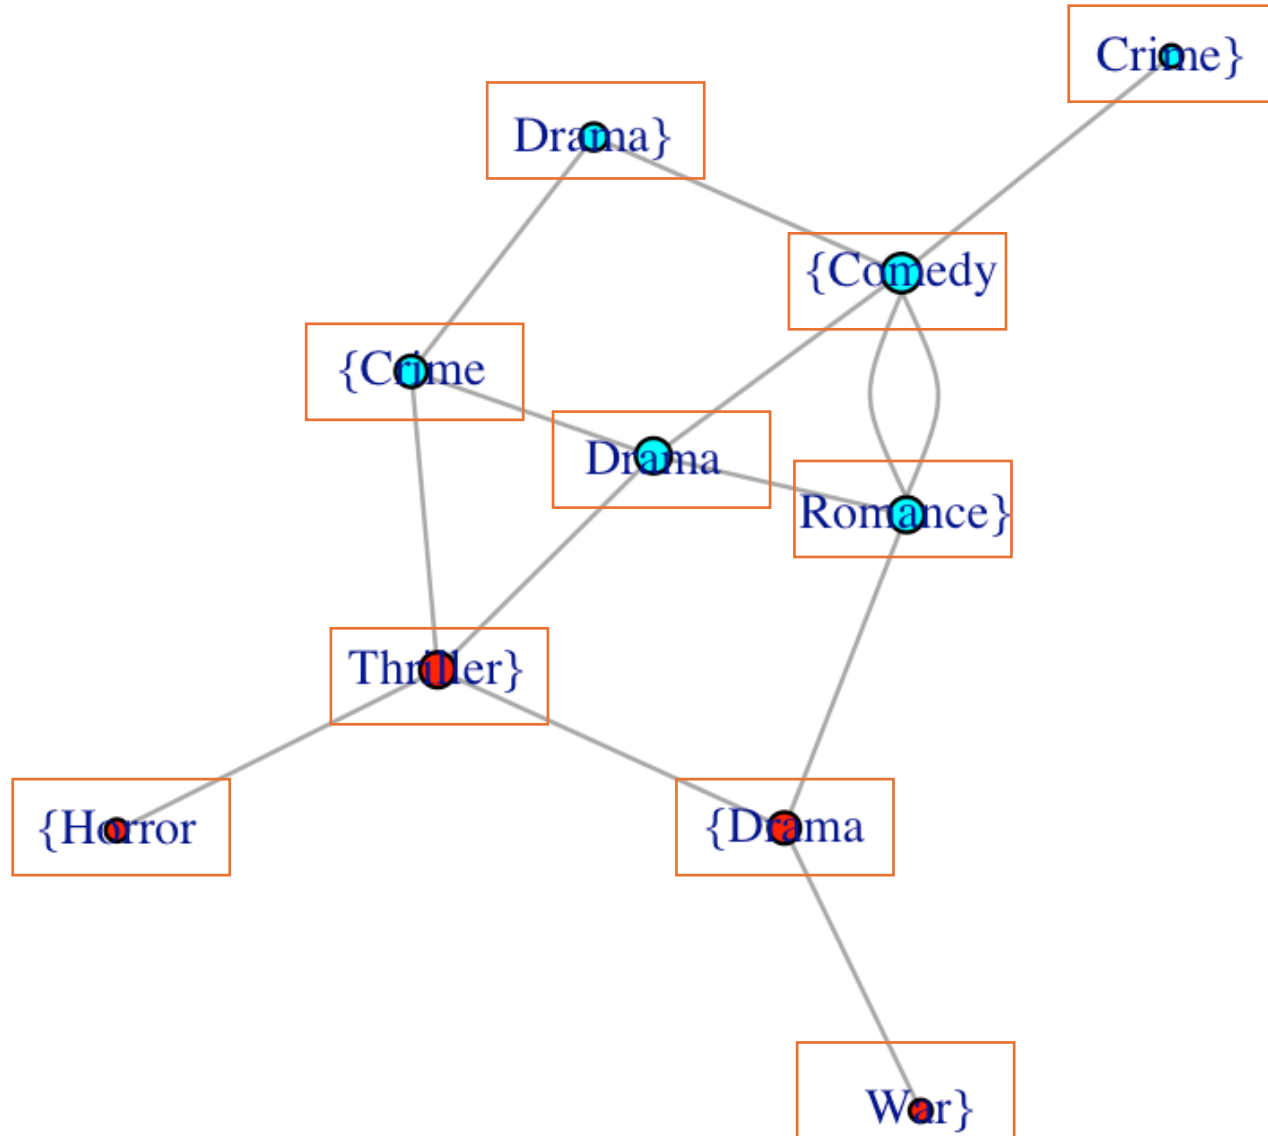 Crime}
Drama}
{Comedy
{Crime
Drama
Romance}
Thriller}
{Horror
{Drama
War}